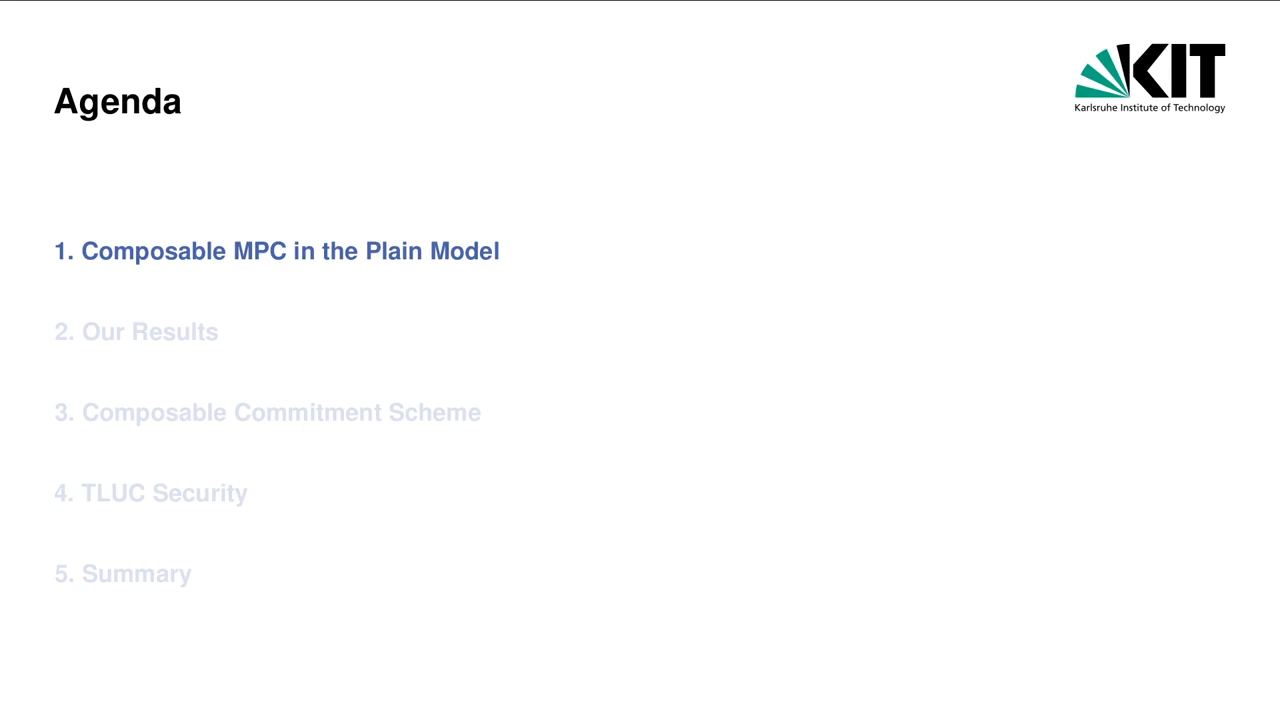 Agenda
KIT
Karlsruhe Institute of Technology
1. Composable MPC in the Plain Model
2. Our Results
3. Composable Commitment Scheme
4. TLUC Security
5. Summary